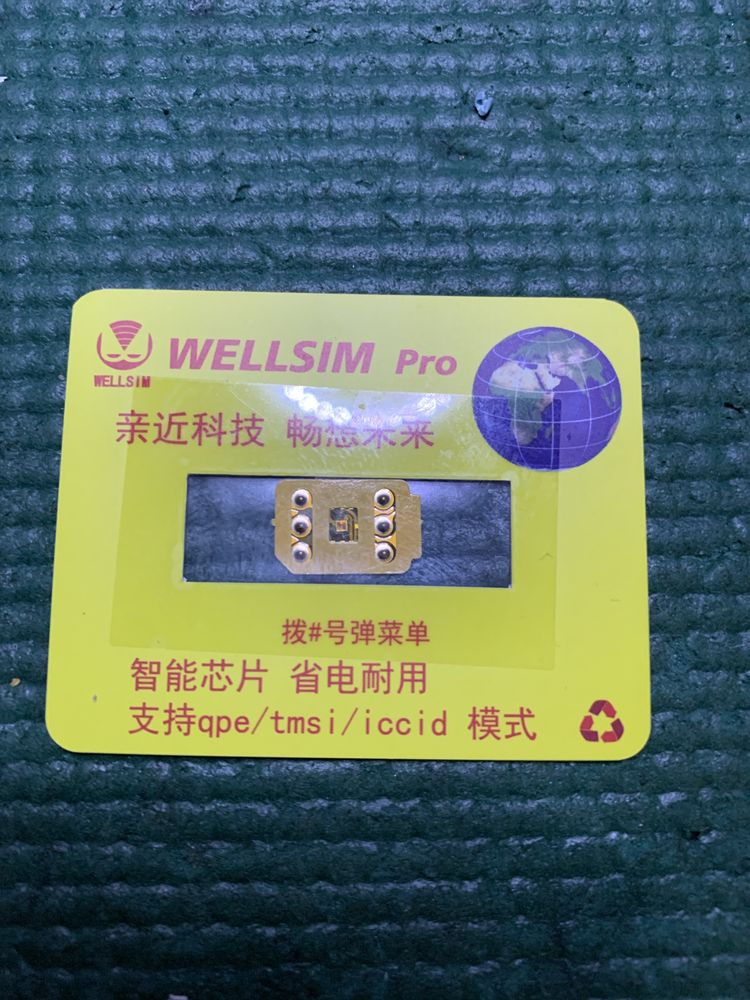 WELLSIM Pro
WELLSIM
亲近科技 畅想未来
拨#号弹菜单
智能芯片 省电耐用
支持qpe/tmsi/iccid 模式